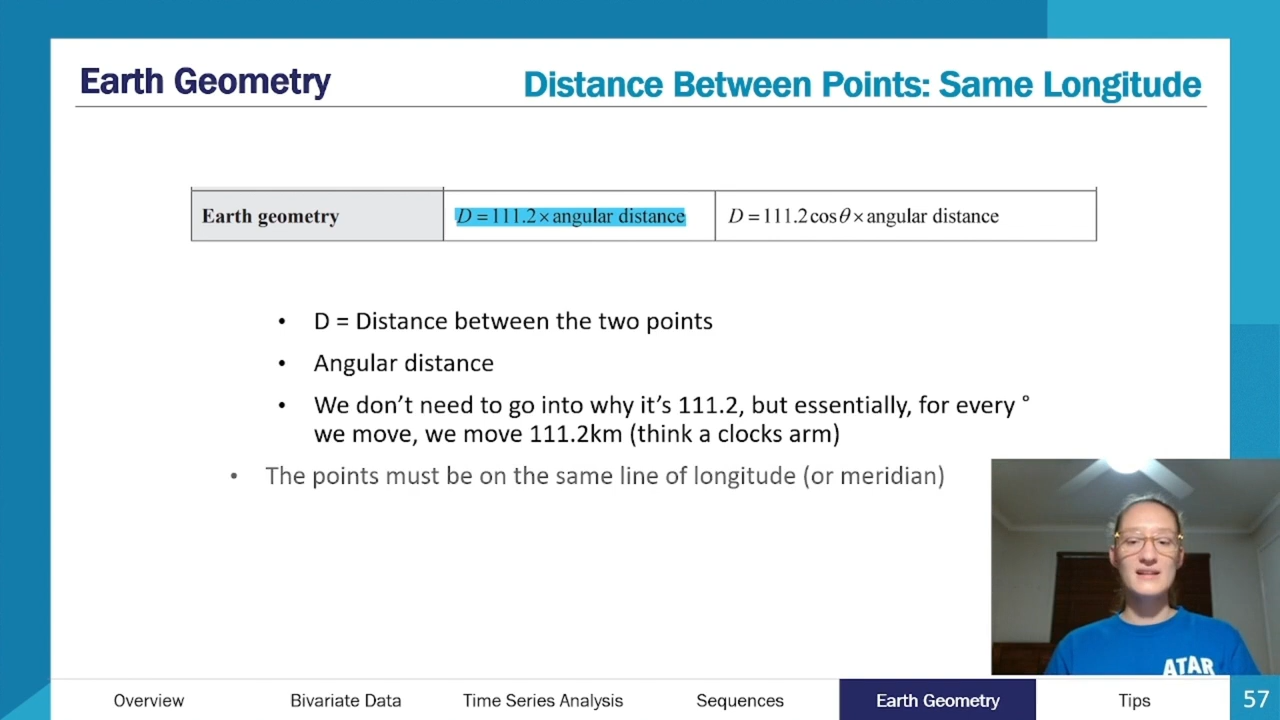 Earth Geometry
Distance Between Points: Same Longitude
Earth geometry
D = 111.2 × angular distance
D = 111.2 cos θ × angular distance
• D = Distance between the two points
• Angular distance
• We don’t need to go into why it’s 111.2, but essentially, for every °
we move, we move 111.2km (think a clocks arm)
• The points must be on the same line of longitude (or meridian)
ATAR
Overview
Bivariate Data
Time Series Analysis
Sequences
Earth Geometry
Tips
57